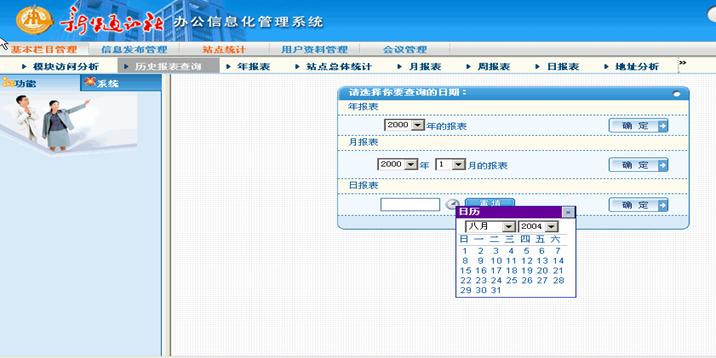 新华通讯社 办公信息化管理系统
基本栏目管理 信息发布管理 站点统计 用户资料管理 会议管理
模块访问分析 历史报表查询 年报表 站点总体统计 月报表 周报表 日报表 地址分析 »
功能 系统
请选择你要查询的日期：
年报表
2000 年的报表 确 定
月报表
2000 年 1 月的报表 确 定
日报表
重 填 确 定
日历 ×
八月 2004
日 一 二 三 四 五 六
1 2 3 4 5 6 7
8 9 10 11 12 13 14
15 16 17 18 19 20 21
22 23 24 25 26 27 28
29 30 31